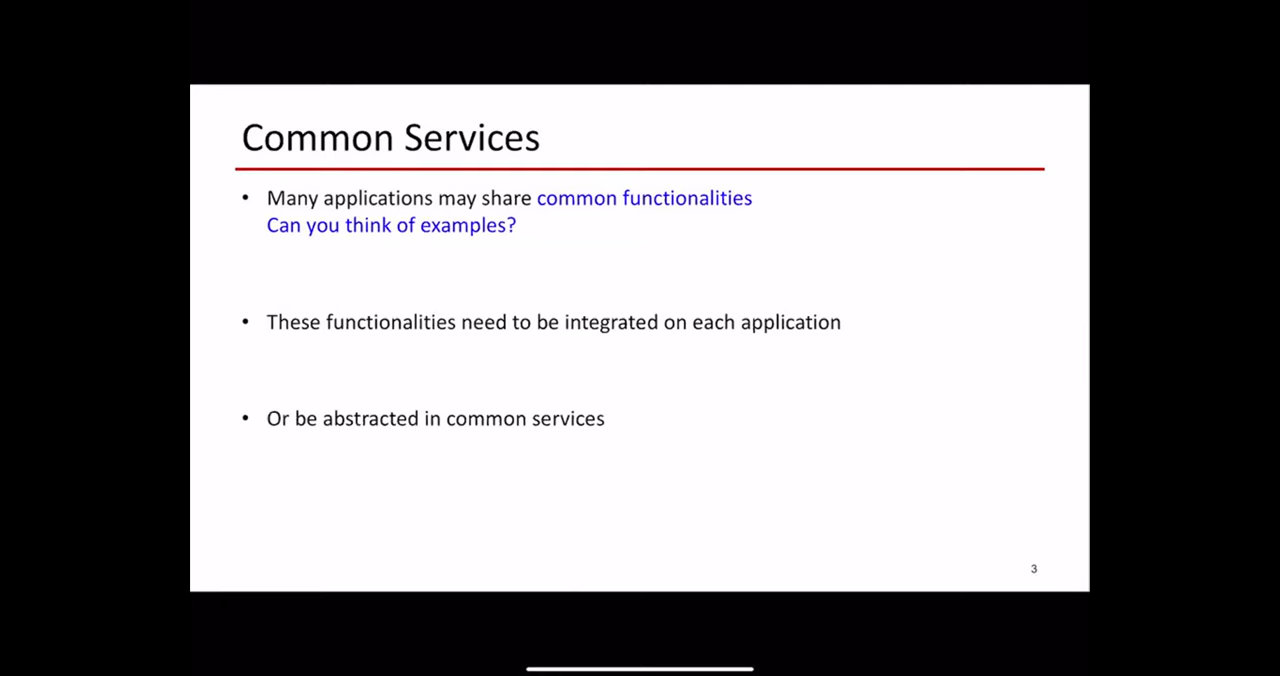 Common Services
• Many applications may share common functionalities
Can you think of examples?
• These functionalities need to be integrated on each application
• Or be abstracted in common services
3